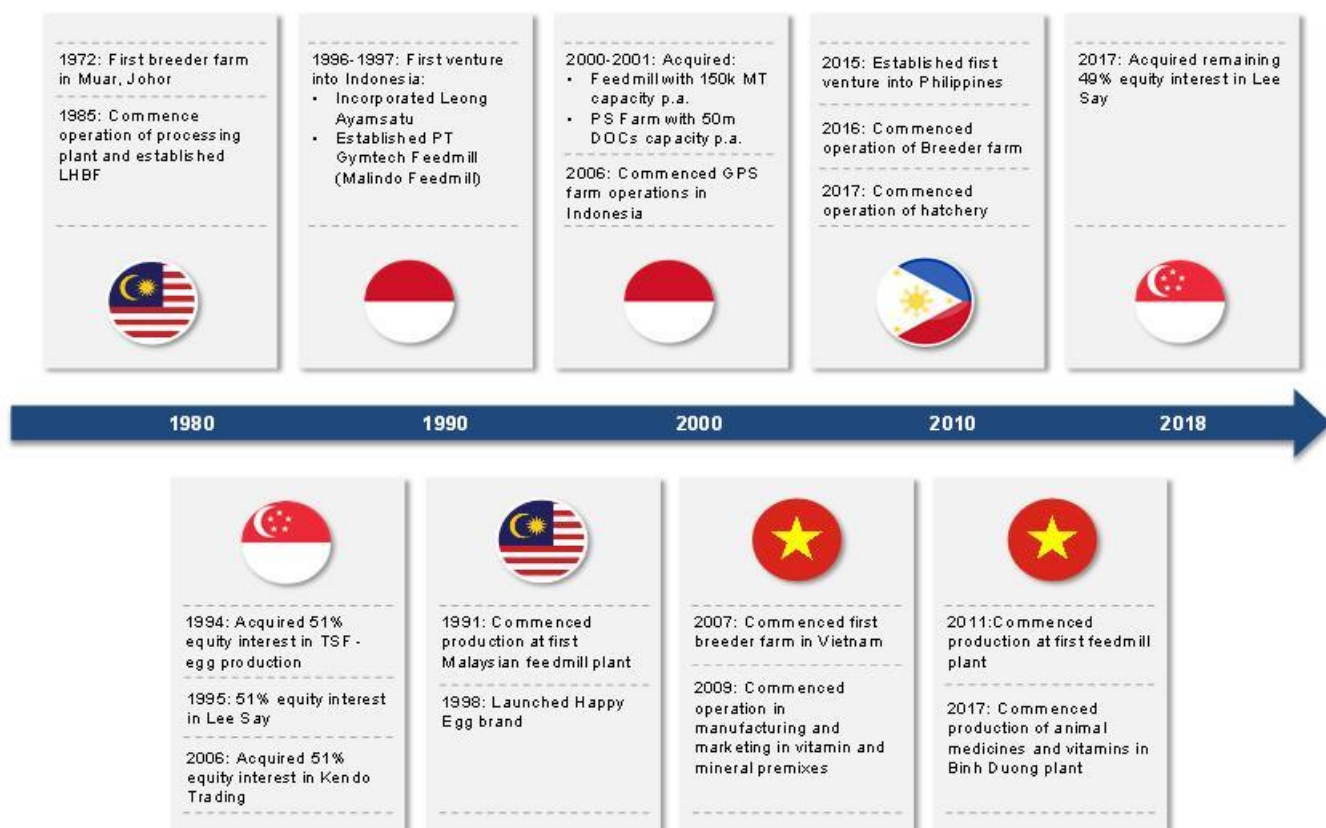 1972: First breeder farm
in Muar, Johor
1985: Commence
operation of processing
plant and established
LHBF
1996-1997: First venture
into Indonesia:
• Incorporated Leong
Ayamsatu
• Established PT
Gymtech Feedmill
(Malindo Feedmill)
2000-2001: Acquired:
• Feedmill with 150k MT
capacity p.a.
• PS Farm with 50m
DOCs capacity p.a.
2006: Commenced GPS
farm operations in
Indonesia
2015: Established first
venture into Philippines
2016: Commenced
operation of Breeder farm
2017: Commenced
operation of hatchery
2017: Acquired remaining
49% equity interest in Lee
Say
1980
1990
2000
2010
2018
1994: Acquired 51%
equity interest in TSF -
egg production
1995: 51% equity interest
in Lee Say
2006: Acquired 51%
equity interest in Kendo
Trading
1991: Commenced
production at first
Malaysian feedmill plant
1998: Launched Happy
Egg brand
2007: Commenced first
breeder farm in Vietnam
2009: Commenced
operation in
manufacturing and
marketing in vitamin and
mineral premixes
2011:Commenced
production at first feedmill
plant
2017: Commenced
production of animal
medicines and vitamins in
Binh Duong plant